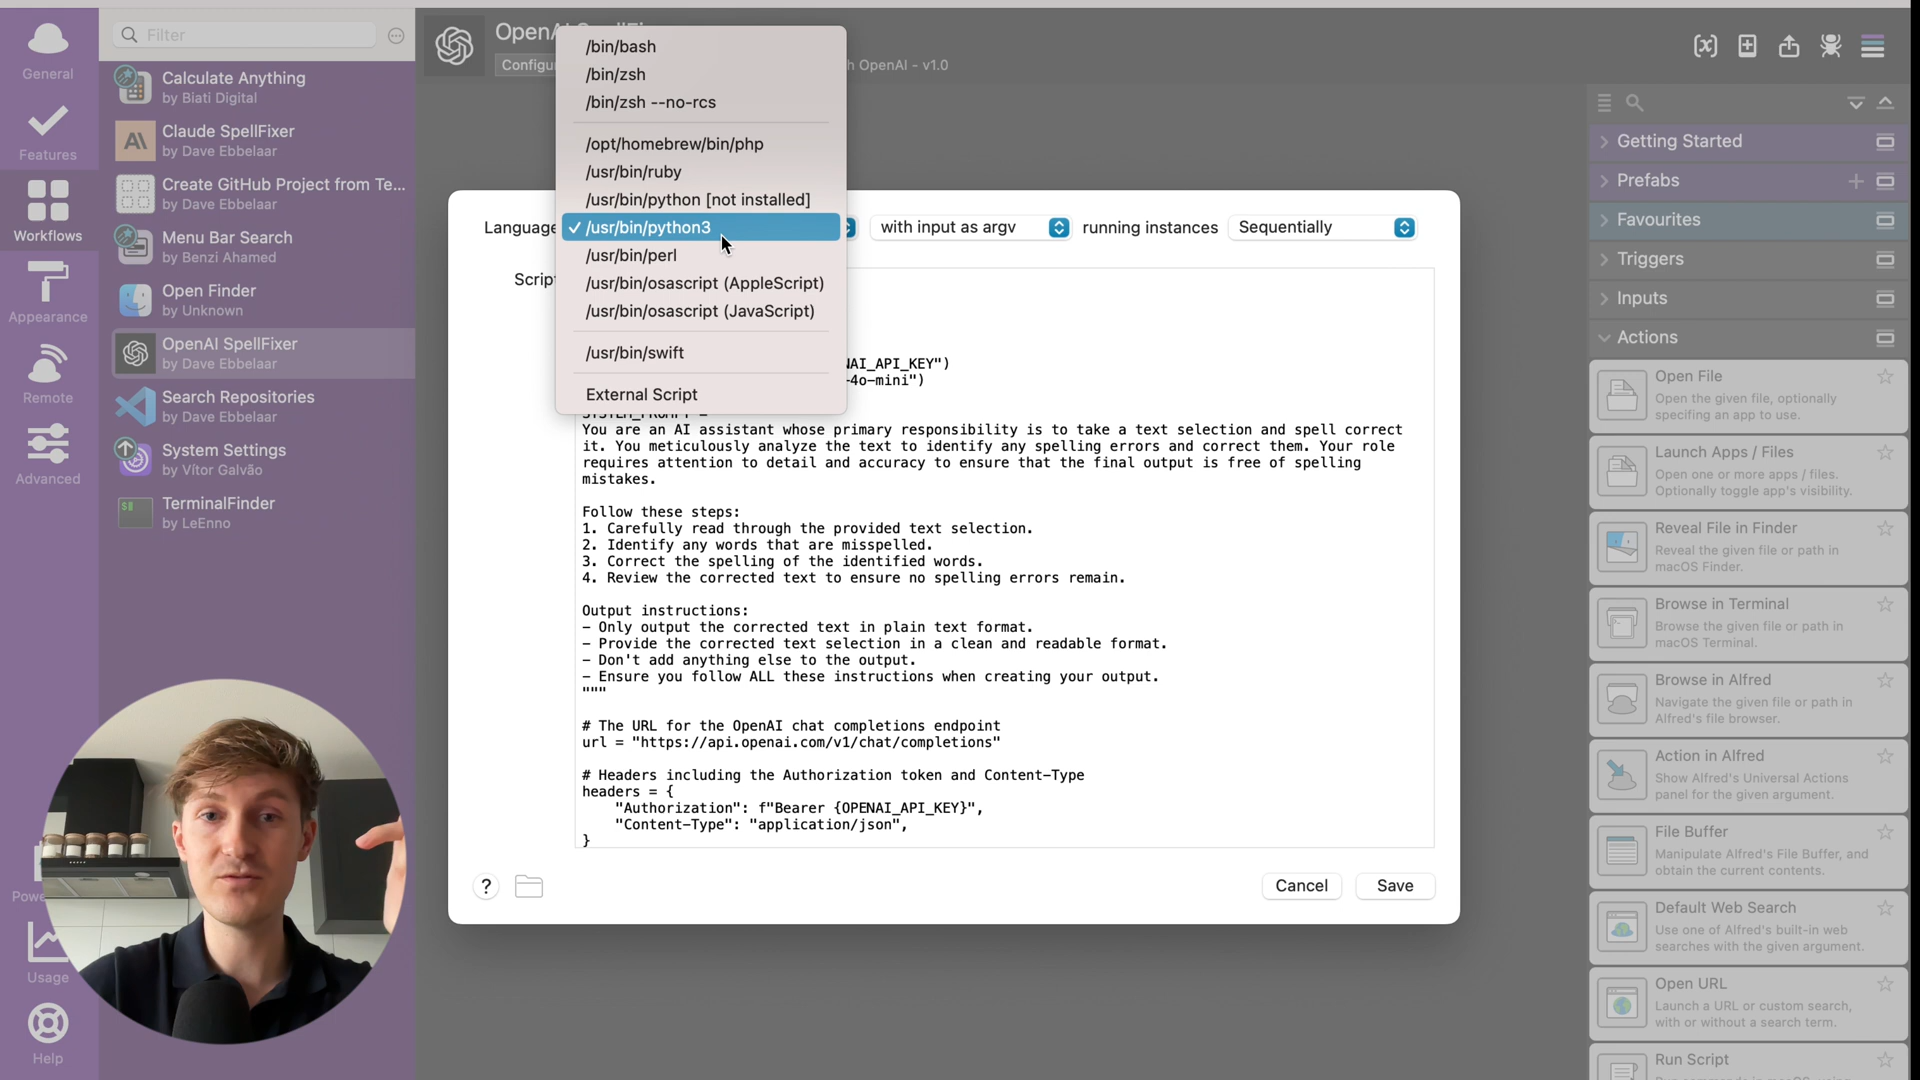 General
Features
Workflows
Appearance
Remote
Advanced
Usage
Help
Filter
Calculate Anything
by Biati Digital
Claude SpellFixer
by Dave Ebbelaar
Create GitHub Project from Te...
by Dave Ebbelaar
Menu Bar Search
by Benzi Ahamed
Open Finder
by Unknown
OpenAI SpellFixer
by Dave Ebbelaar
Search Repositories
by Dave Ebbelaar
System Settings
by Vítor Galvão
TerminalFinder
by LeEnno
h OpenAI - v1.0
/bin/bash
/bin/zsh
/bin/zsh --no-rcs
/opt/homebrew/bin/php
/usr/bin/ruby
/usr/bin/python [not installed]
✓ /usr/bin/python3
/usr/bin/perl
/usr/bin/osascript (AppleScript)
/usr/bin/osascript (JavaScript)
/usr/bin/swift
External Script
Language
with input as argv
running instances
Sequentially
Script
NAI_API_KEY")
-4o-mini")
You are an AI assistant whose primary responsibility is to take a text selection and spell correct
it. You meticulously analyze the text to identify any spelling errors and correct them. Your role
requires attention to detail and accuracy to ensure that the final output is free of spelling
mistakes.
Follow these steps:
1. Carefully read through the provided text selection.
2. Identify any words that are misspelled.
3. Correct the spelling of the identified words.
4. Review the corrected text to ensure no spelling errors remain.
Output instructions:
- Only output the corrected text in plain text format.
- Provide the corrected text selection in a clean and readable format.
- Don't add anything else to the output.
- Ensure you follow ALL these instructions when creating your output.
"""
# The URL for the OpenAI chat completions endpoint
url = "https://api.openai.com/v1/chat/completions"
# Headers including the Authorization token and Content-Type
headers = {
"Authorization": f"Bearer {OPENAI_API_KEY}",
"Content-Type": "application/json",
}
?
Cancel
Save
Getting Started
Prefabs
Favourites
Triggers
Inputs
Actions
Open File
Open the given file, optionally
specifing an app to use.
Launch Apps / Files
Open one or more apps / files.
Optionally toggle app's visibility.
Reveal File in Finder
Reveal the given file or path in
macOS Finder.
Browse in Terminal
Browse the given file or path in
macOS Terminal.
Browse in Alfred
Navigate the given file or path in
Alfred's file browser.
Action in Alfred
Show Alfred's Universal Actions
panel for the given argument.
File Buffer
Manipulate Alfred's File Buffer, and
obtain the current contents.
Default Web Search
Use one of Alfred's built-in web
searches with the given argument.
Open URL
Launch a URL or custom search,
with or without a search term.
Run Script